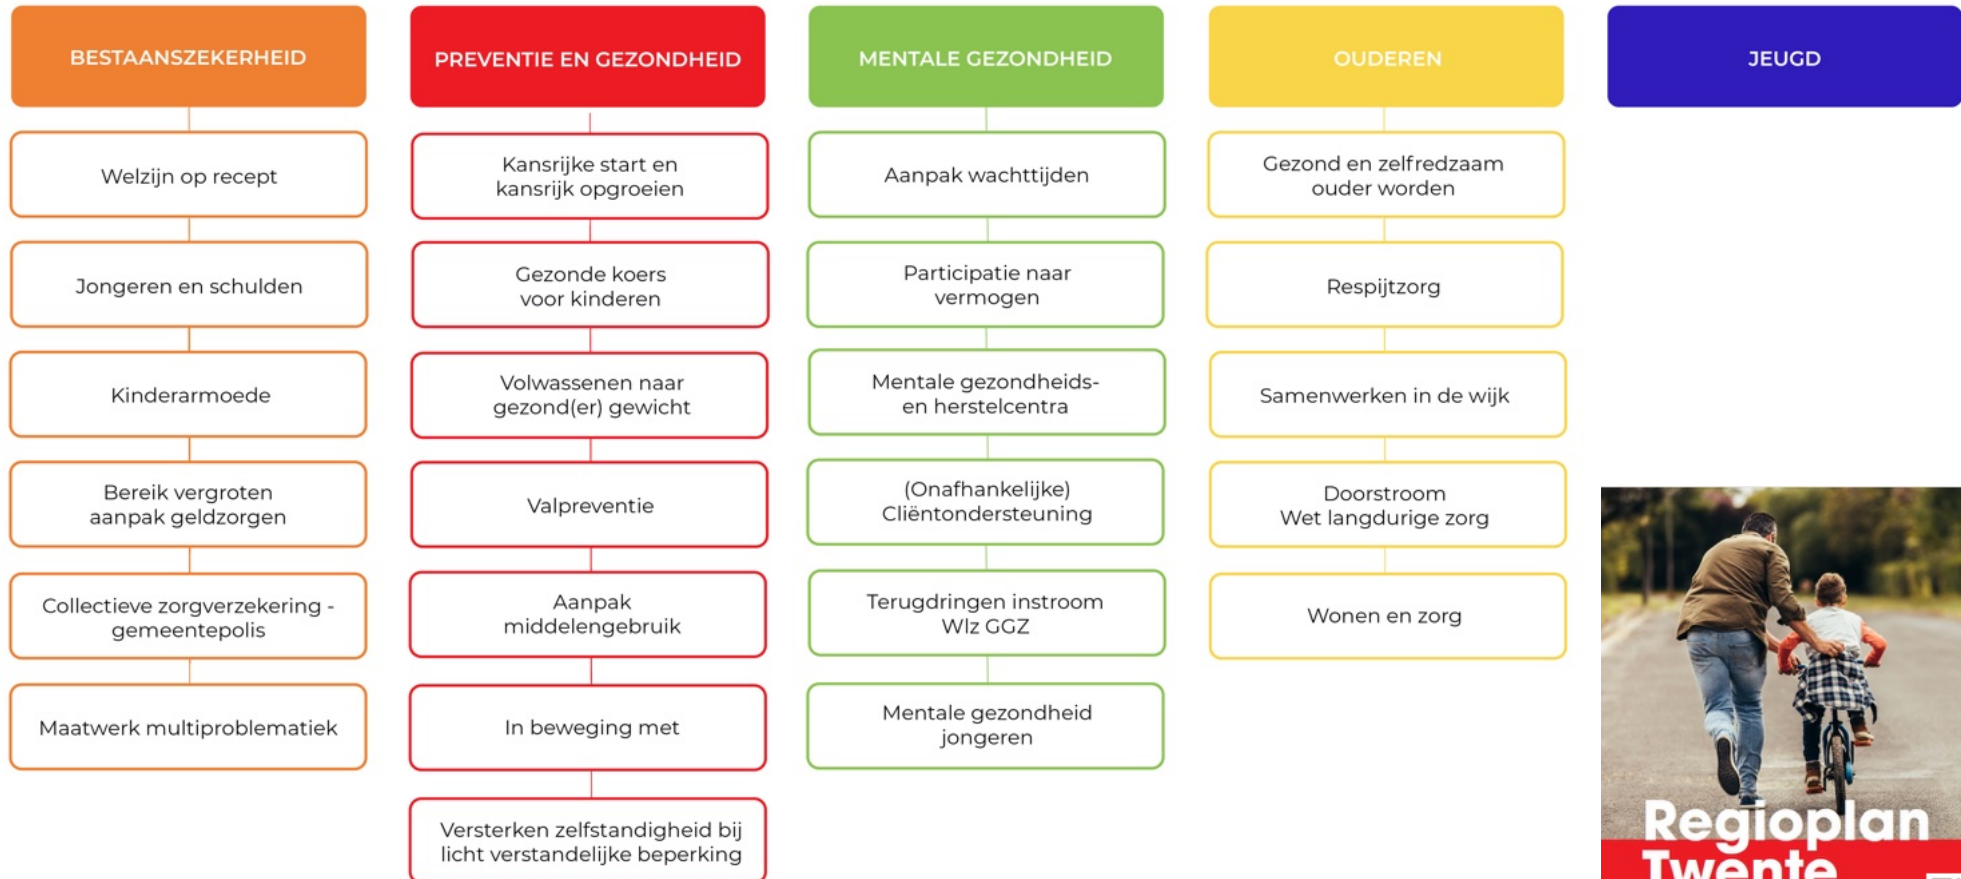 BESTAANSZEKERHEID
Welzijn op recept
Jongeren en schulden
Kinderarmoede
Bereik vergroten
aanpak geldzorgen
Collectieve zorgverzekering -
gemeentepolis
Maatwerk multiproblematiek
PREVENTIE EN GEZONDHEID
Kansrijke start en
kansrijk opgroeien
Gezonde koers
voor kinderen
Volwassenen naar
gezond(er) gewicht
Valpreventie
Aanpak
middelengebruik
In beweging met
Versterken zelfstandigheid bij
licht verstandelijke beperking
MENTALE GEZONDHEID
Aanpak wachttijden
Participatie naar
vermogen
Mentale gezondheids-
en herstelcentra
(Onafhankelijke)
Cliëntondersteuning
Terugdringen instroom
Wlz GGZ
Mentale gezondheid
jongeren
OUDEREN
Gezond en zelfredzaam
ouder worden
Respijtzorg
Samenwerken in de wijk
Doorstroom
Wet langdurige zorg
Wonen en zorg
JEUGD
Regioplan
Twente